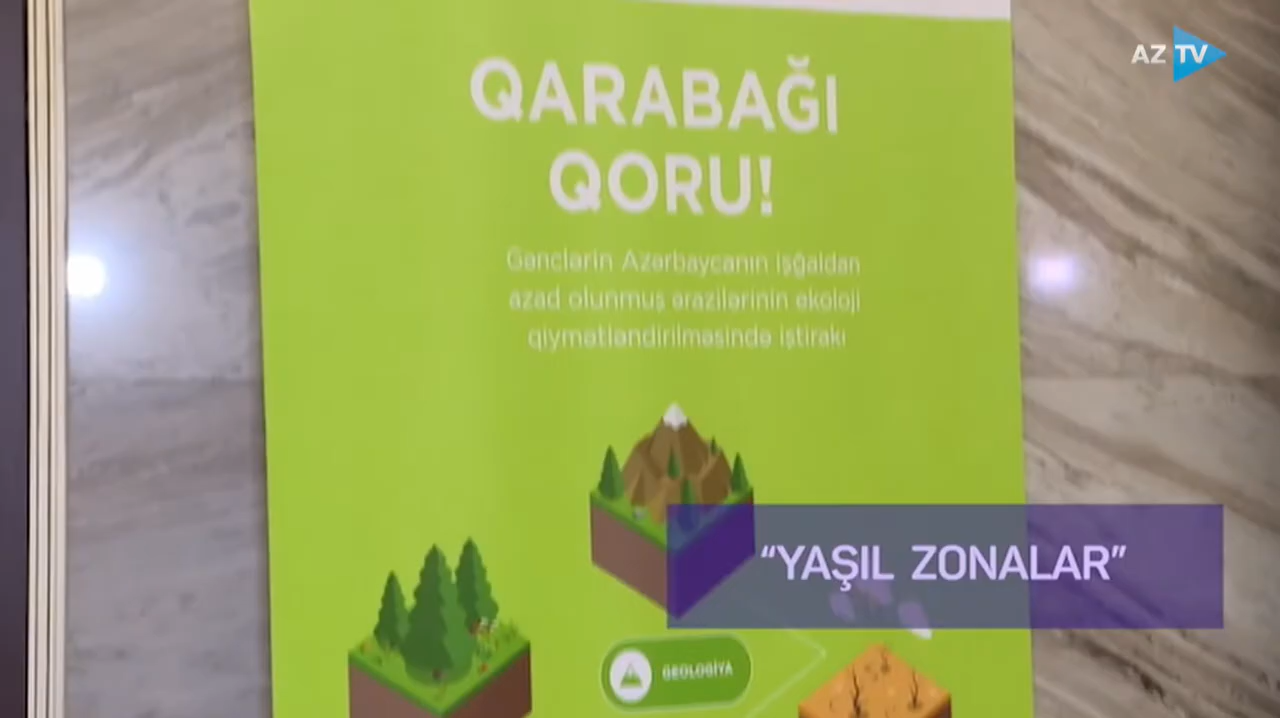 AZ TV
QARABAĞI
QORU!
Gənclərin Azərbaycanın işğaldan
azad olunmuş ərazilərinin ekoloji
qiymətləndirilməsində iştirakı
"YAŞIL ZONALAR"
GEOLOGİYA